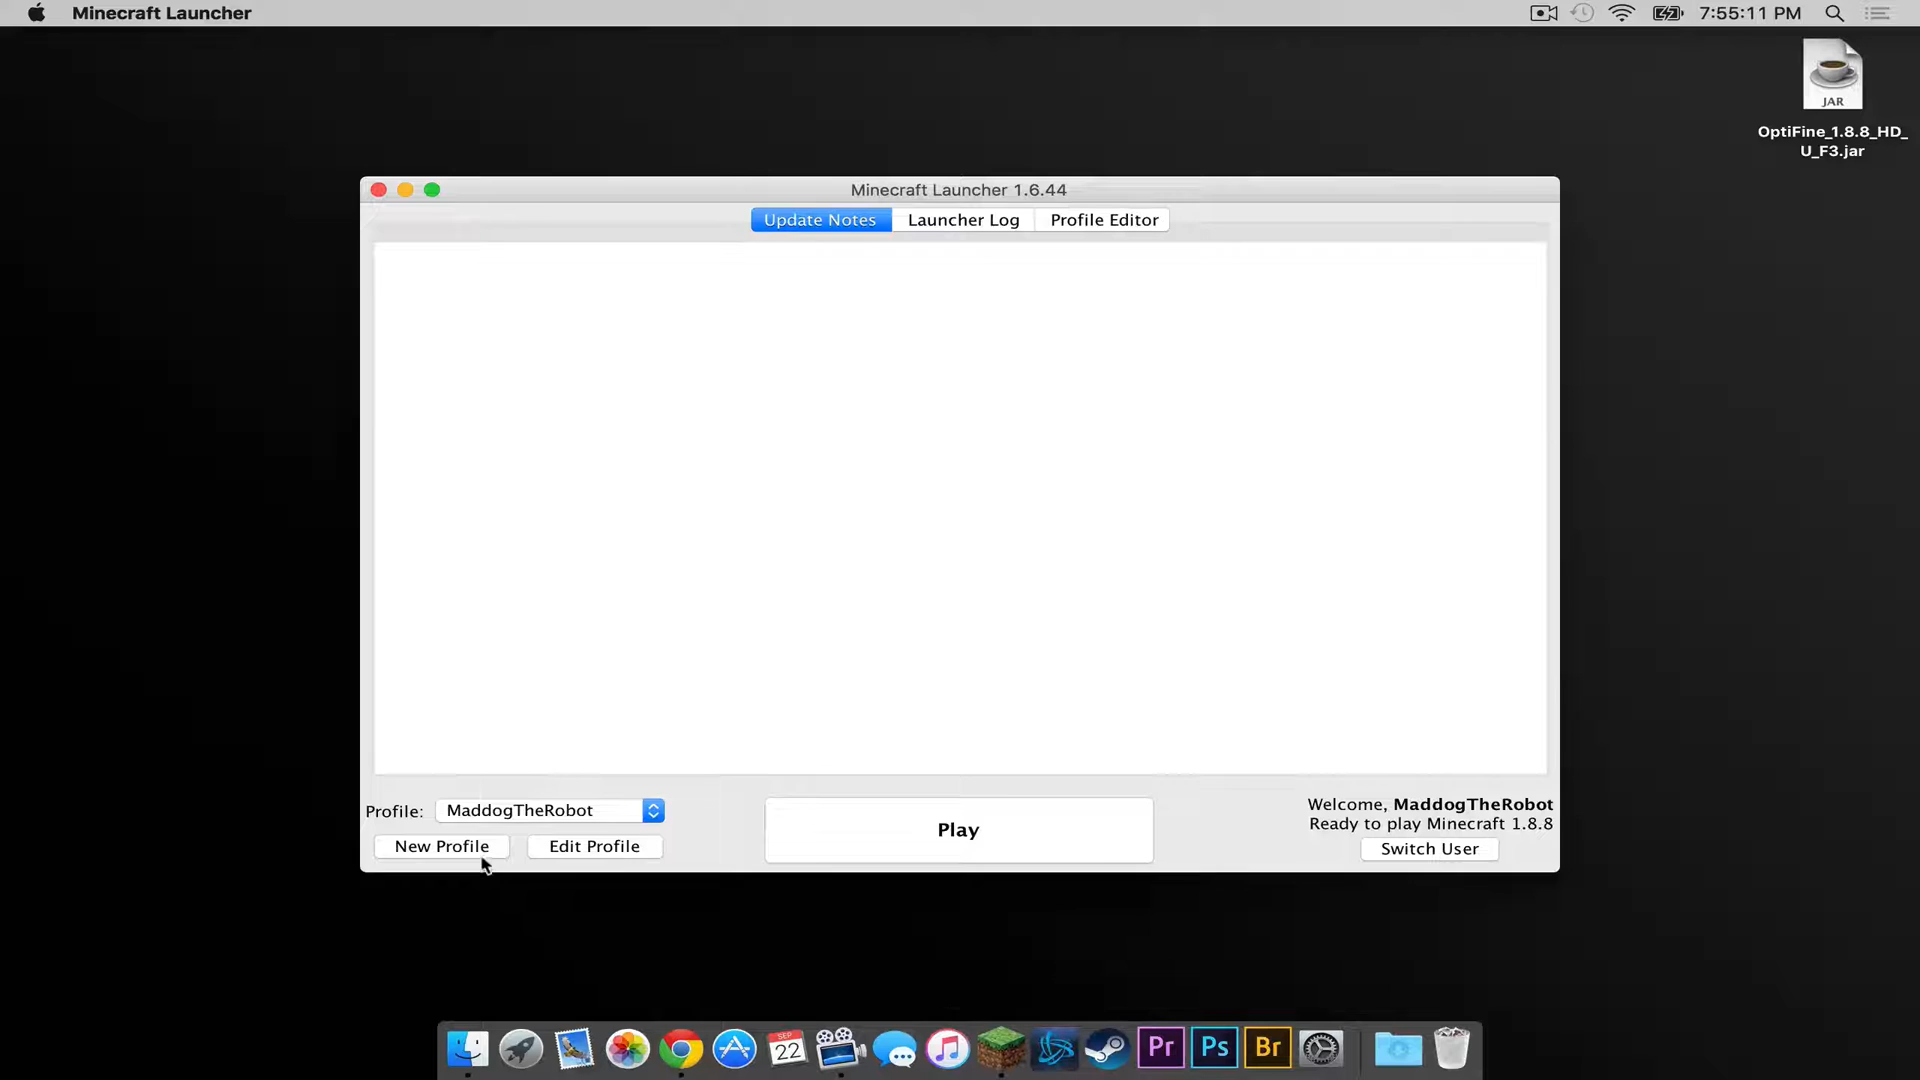 Minecraft Launcher
7:55:11 PM
JAR
OptiFine_1.8.8_HD_
U_F3.jar
Minecraft Launcher 1.6.44
Update Notes
Launcher Log
Profile Editor
Profile:
MaddogTheRobot
New Profile
Edit Profile
Play
Welcome, MaddogTheRobot
Ready to play Minecraft 1.8.8
Switch User
SEP
22
Pr
Ps
Br